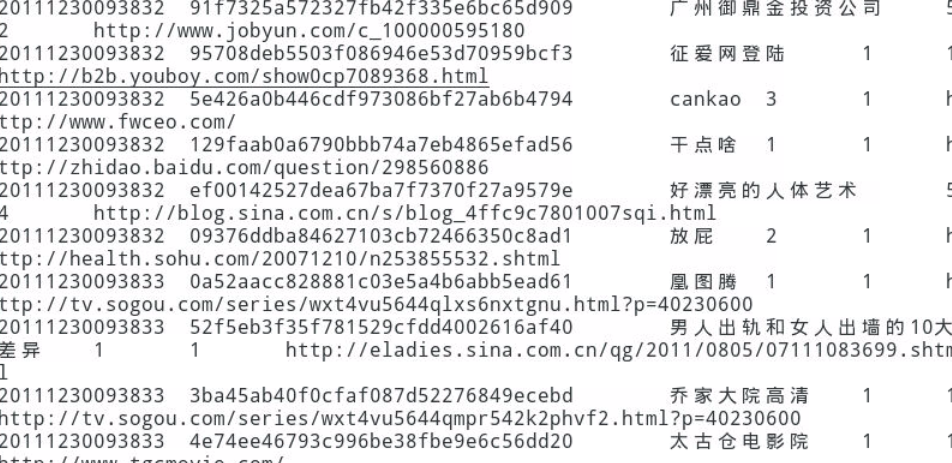 20111230093832 91f7325a572327fb42f335e6bc65d909 广州御鼎金投资公司 5
2 http://www.jobyun.com/c_100000595180
20111230093832 95708deb5503f086946e53d70959bcf3 征爱网登陆 1 1
http://b2b.youboy.com/show0cp7089368.html
20111230093832 5e426a0b446cdf973086bf27ab6b4794 cankao 3 1 h
ttp://www.fwceo.com/
20111230093832 129faab0a6790bbb74a7eb4865efad56 干点啥 1 1 h
ttp://zhidao.baidu.com/question/298560886
20111230093832 ef00142527dea67ba7f7370f27a9579e 好漂亮的人体艺术 5
4 http://blog.sina.com.cn/s/blog_4ffc9c7801007sqi.html
20111230093832 09376ddba84627103cb72466350c8ad1 放屁 2 1 h
ttp://health.sohu.com/20071210/n253855532.shtml
20111230093832 0a52aacc828881c03e5a4b6abb5ead61 凰图腾 1 1 h
ttp://tv.sogou.com/series/wxt4vu5644qlxs6nxtgnu.html?p=40230600
20111230093833 52f5eb3f35f781529cfdd4002616af40 男人出轨和女人出墙的10大
差异 1 1 http://eladies.sina.com.cn/qg/2011/0805/07111083699.shtm
l
20111230093833 3ba45ab40f0cfaf087d52276849ecebd 乔家大院高清 1 1
http://tv.sogou.com/series/wxt4vu5644qmpr542k2phvf2.html?p=40230600
20111230093833 4e74ee46793c996be38fbe9e6c56dd20 太古仓电影院 1 1
http://www.tgcmovie.com/